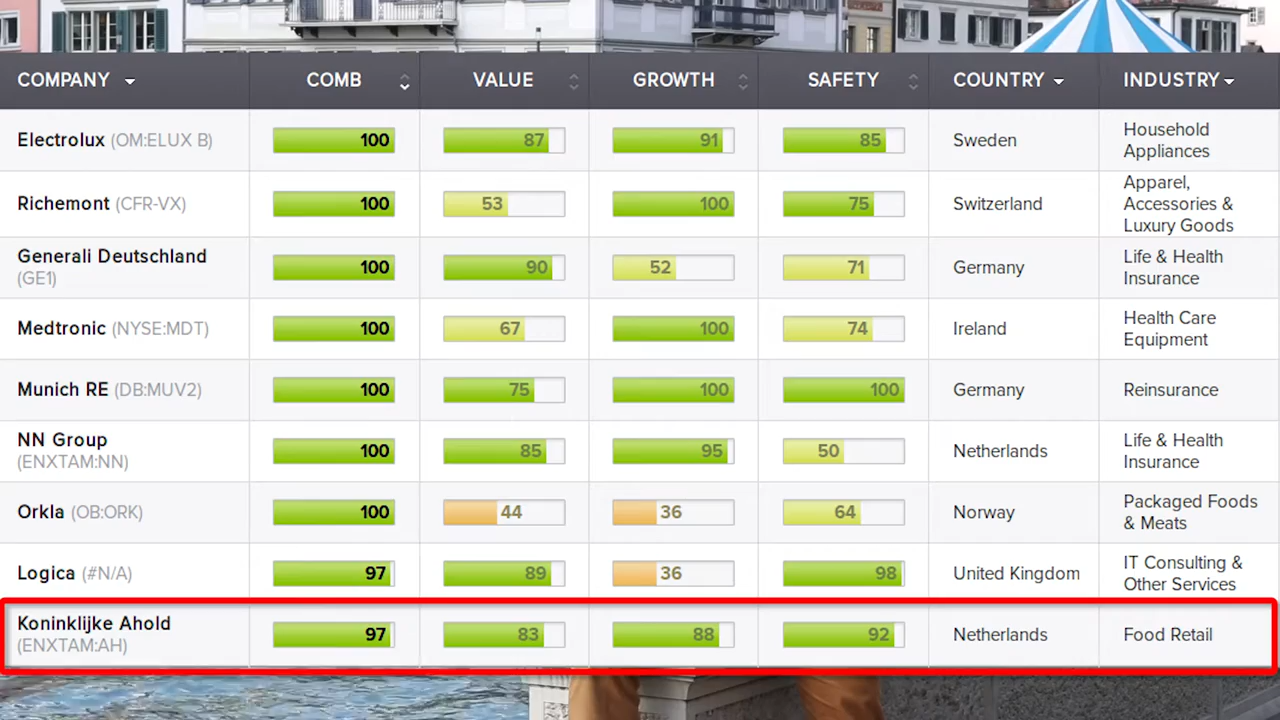 COMPANY COMB VALUE GROWTH SAFETY COUNTRY INDUSTRY
Electrolux (OM:ELUX B) 100 87 91 85 Sweden Household
Appliances
Richemont (CFR-VX) 100 53 100 75 Switzerland Apparel,
Accessories &
Luxury Goods
Generali Deutschland
(GE1) 100 90 52 71 Germany Life & Health
Insurance
Medtronic (NYSE:MDT) 100 67 100 74 Ireland Health Care
Equipment
Munich RE (DB:MUV2) 100 75 100 100 Germany Reinsurance
NN Group
(ENXTAM:NN) 100 85 95 50 Netherlands Life & Health
Insurance
Orkla (OB:ORK) 100 44 36 64 Norway Packaged Foods
& Meats
Logica (#N/A) 97 89 36 98 United Kingdom IT Consulting &
Other Services
Koninklijke Ahold
(ENXTAM:AH) 97 83 88 92 Netherlands Food Retail